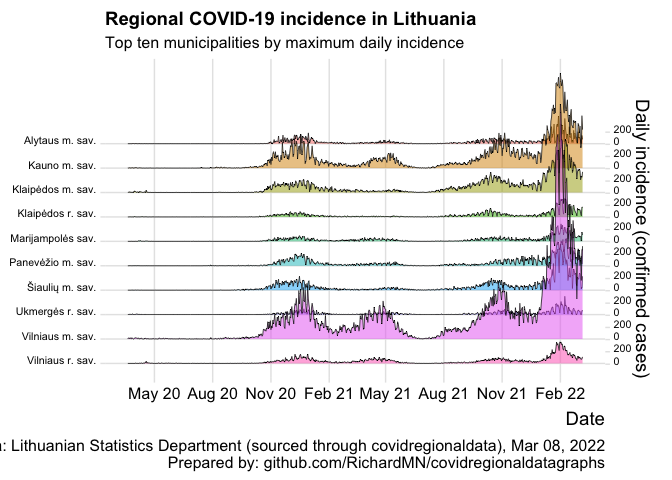 Regional COVID-19 incidence in Lithuania
Top ten municipalities by maximum daily incidence
Alytaus m. sav.
Kauno m. sav.
Klaipėdos m. sav.
Klaipėdos r. sav.
Marijampolės sav.
Panevėžio m. sav.
Šiaulių m. sav.
Ukmergės r. sav.
Vilniaus m. sav.
Vilniaus r. sav.
200
0
200
0
200
0
200
0
200
0
200
0
200
0
200
0
200
0
200
0
Daily incidence (confirmed cases)
May 20 Aug 20 Nov 20 Feb 21 May 21 Aug 21 Nov 21 Feb 22
Date
: Lithuanian Statistics Department (sourced through covidregionaldata), Mar 08, 2022
Prepared by: github.com/RichardMN/covidregionaldatagraphs